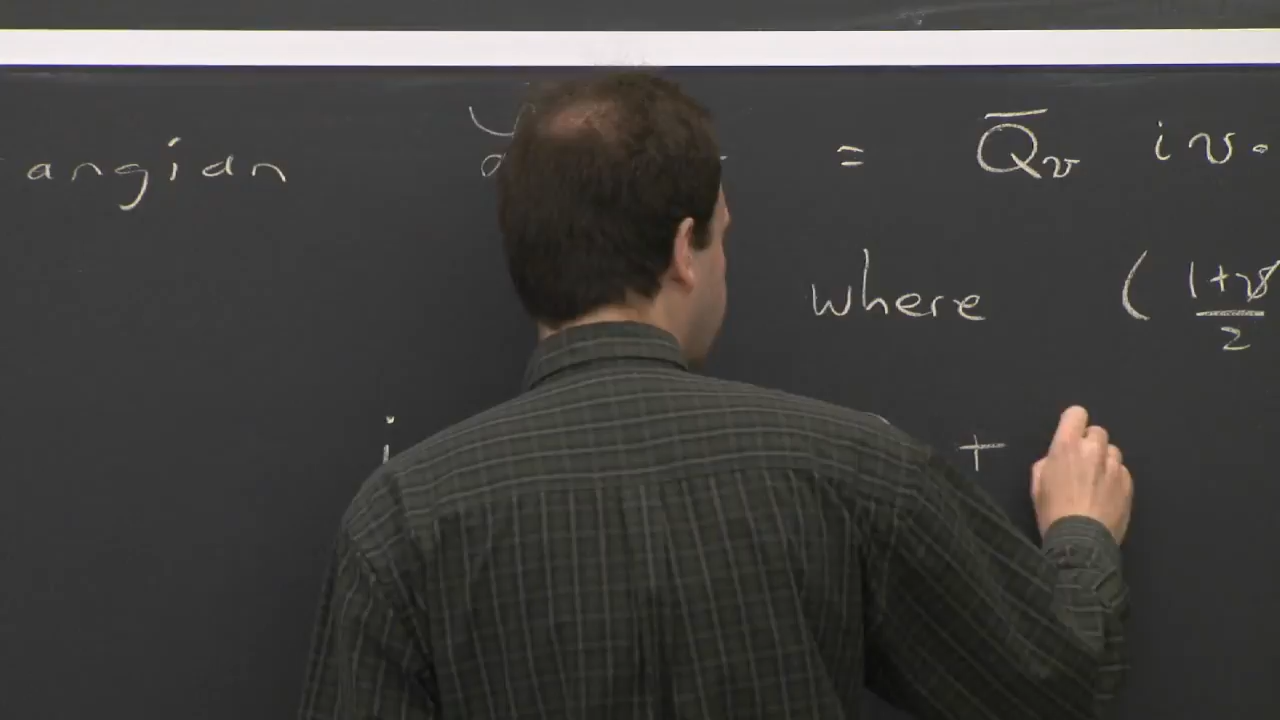 angian = Q̅ᵥ iv.
where (1+v̸/2
i +